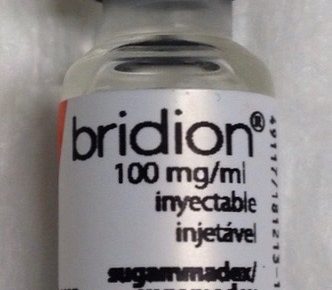 bridion®
100 mg/ml
inyectable
injetável
sugammadex/